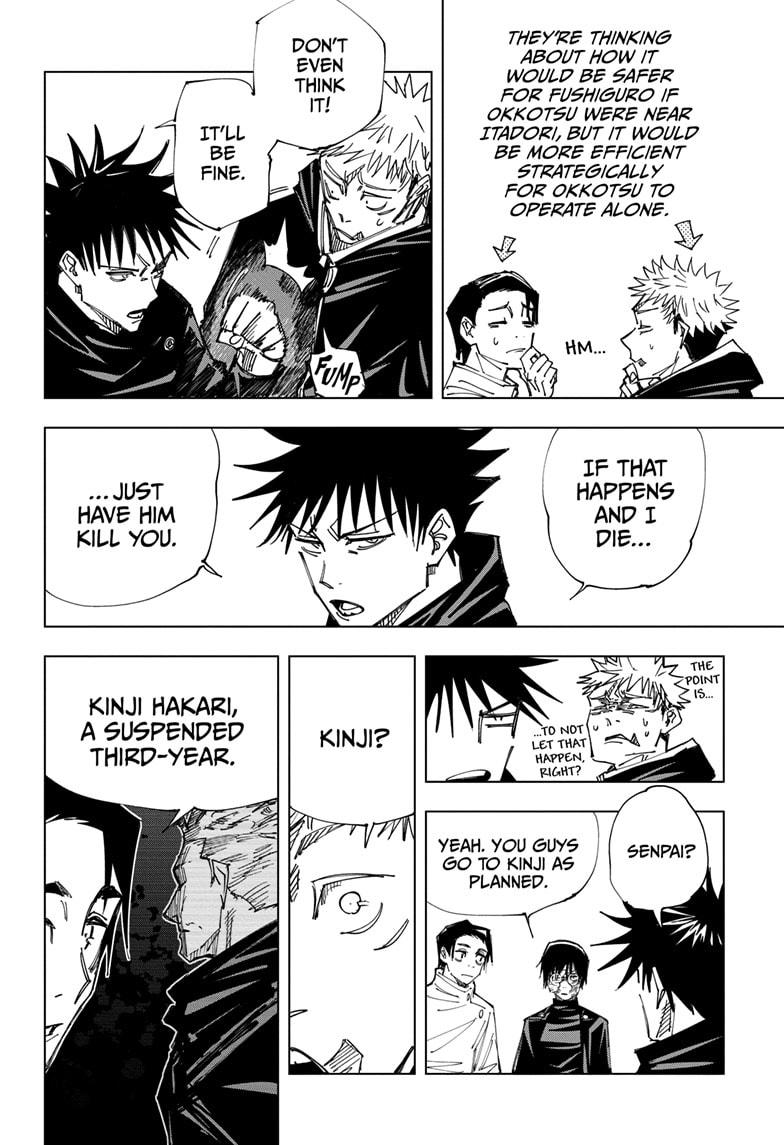 THEY'RE THINKING
ABOUT HOW IT
WOULD BE SAFER
FOR FUSHIGURO IF
OKKOTSU WERE NEAR
ITADORI, BUT IT WOULD
BE MORE EFFICIENT
STRATEGICALLY
FOR OKKOTSU TO
OPERATE ALONE.
HM...
DON'T
EVEN
THINK
IT!
IT'LL
BE
FINE.
FUMP
IF THAT
HAPPENS
AND I
DIE...
...JUST
HAVE HIM
KILL YOU.
THE
POINT
IS...
...TO NOT
LET THAT
HAPPEN,
RIGHT?
SENPAI?
YEAH. YOU GUYS
GO TO KINJI AS
PLANNED.
KINJI?
KINJI HAKARI,
A SUSPENDED
THIRD-YEAR.